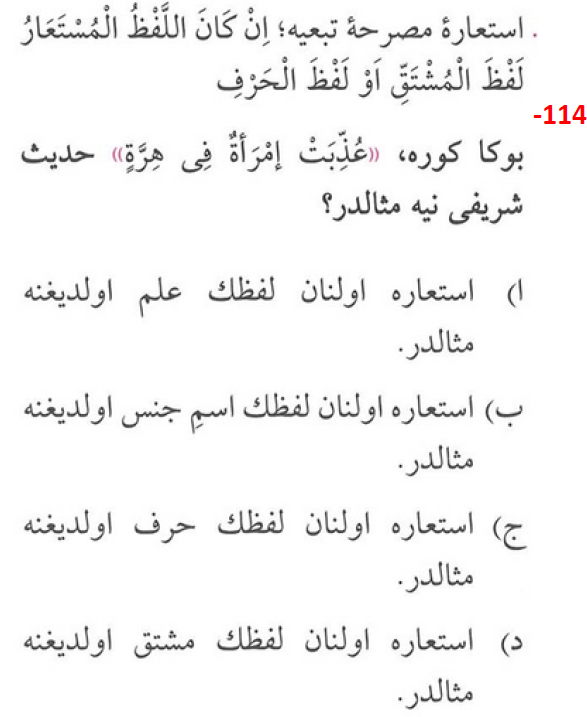 . استعارهٔ مصرحهٔ تبعيه؛ اِنْ كَانَ اللَّفْظُ الْمُسْتَعَارُ
لَفْظَ الْمُشْتَقِّ اَوْ لَفْظَ الْحَرْفِ
-114
بوكا كوره، «عُذِّبَتْ إمْرَأةٌ فِى هِرَّةٍ» حديث
شريفى نيه مثالدر؟
ا) استعاره اولنان لفظك علم اولديغنه
مثالدر.
ب) استعاره اولنان لفظك اسمِ جنس اولديغنه
مثالدر.
ج) استعاره اولنان لفظك حرف اولديغنه
مثالدر.
د) استعاره اولنان لفظك مشتق اولديغنه
مثالدر.